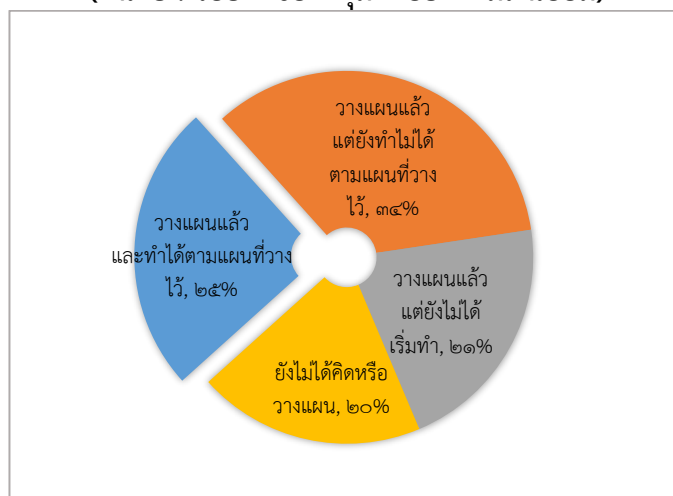 วางแผนแล้ว
แต่ยังทำไม่ได้
ตามแผนที่วาง
ไว้, ๓๔%
วางแผนแล้ว
และทำได้ตามแผนที่วาง
ไว้, ๒๕%
วางแผนแล้ว
แต่ยังไม่ได้
เริ่มทำ, ๒๑%
ยังไม่ได้คิดหรือ
วางแผน, ๒๐%